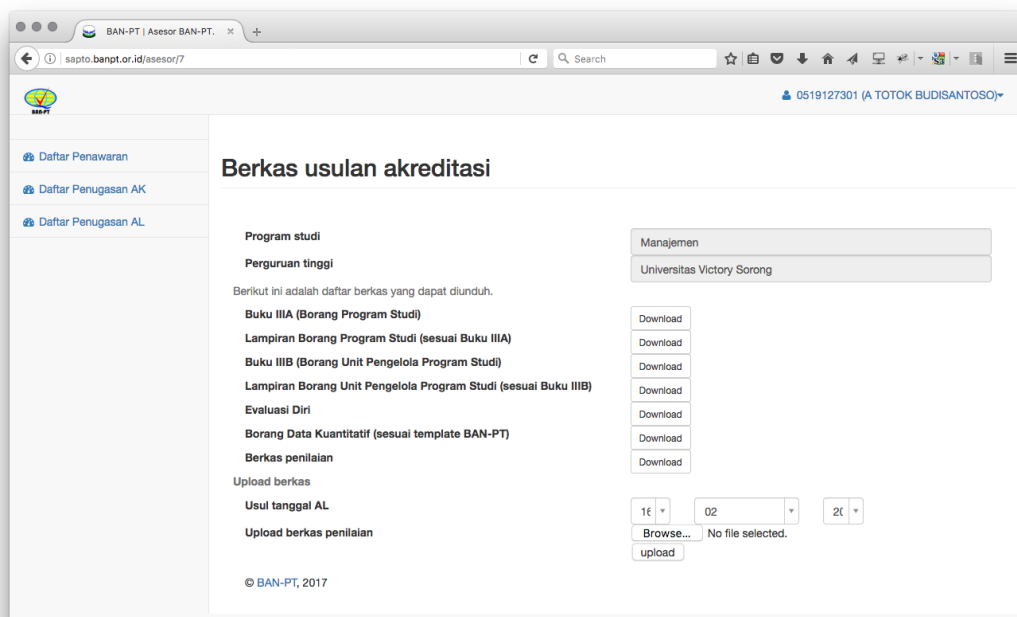 BAN-PT | Asesor BAN-PT.
sapto.banpt.or.id/asesor/7
Search
BAN-PT
0519127301 (A TOTOK BUDISANTOSO)
Daftar Penawaran
Daftar Penugasan AK
Daftar Penugasan AL
Berkas usulan akreditasi
Program studi
Manajemen
Perguruan tinggi
Universitas Victory Sorong
Berikut ini adalah daftar berkas yang dapat diunduh.
Buku IIIA (Borang Program Studi)
Download
Lampiran Borang Program Studi (sesuai Buku IIIA)
Download
Buku IIIB (Borang Unit Pengelola Program Studi)
Download
Lampiran Borang Unit Pengelola Program Studi (sesuai Buku IIIB)
Download
Evaluasi Diri
Download
Borang Data Kuantitatif (sesuai template BAN-PT)
Download
Berkas penilaian
Download
Upload berkas
Usul tanggal AL
16 02 20
Upload berkas penilaian
Browse... No file selected.
upload
© BAN-PT, 2017